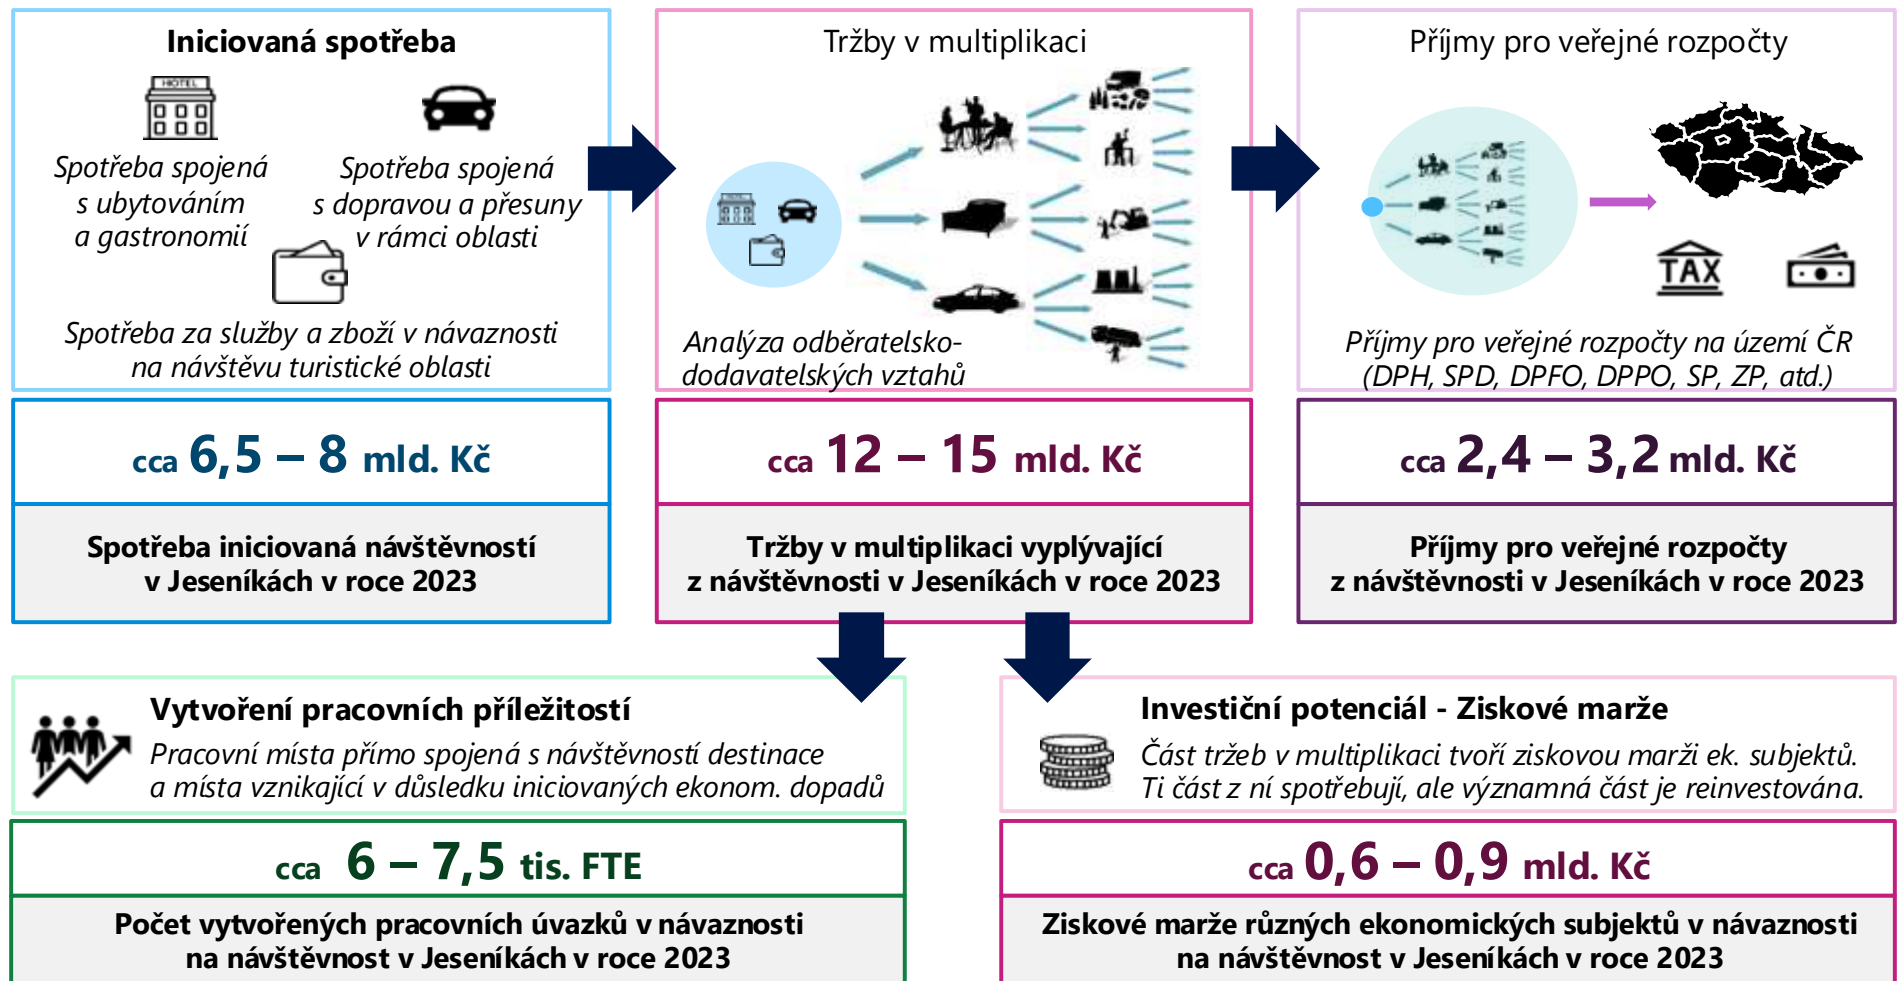 Iniciovaná spotřeba
HOTEL
Spotřeba spojená
s ubytováním
a gastronomií
Spotřeba spojená
s dopravou a přesuny
v rámci oblasti
Spotřeba za služby a zboží v návaznosti
na návštěvu turistické oblasti
cca 6,5 – 8 mld. Kč
Spotřeba iniciovaná návštěvností
v Jeseníkách v roce 2023
Tržby v multiplikaci
HOTEL
Analýza odběratelsko-
dodavatelských vztahů
cca 12 – 15 mld. Kč
Tržby v multiplikaci vyplývající
z návštěvnosti v Jeseníkách v roce 2023
Příjmy pro veřejné rozpočty
TAX
Příjmy pro veřejné rozpočty na území ČR
(DPH, SPD, DPFO, DPPO, SP, ZP, atd.)
cca 2,4 – 3,2 mld. Kč
Příjmy pro veřejné rozpočty
z návštěvnosti v Jeseníkách v roce 2023
Vytvoření pracovních příležitostí
Pracovní místa přímo spojená s návštěvností destinace
a místa vznikající v důsledku iniciovaných ekonom. dopadů
cca 6 – 7,5 tis. FTE
Počet vytvořených pracovních úvazků v návaznosti
na návštěvnost v Jeseníkách v roce 2023
Investiční potenciál - Ziskové marže
Část tržeb v multiplikaci tvoří ziskovou marži ek. subjektů.
Ti část z ní spotřebují, ale významná část je reinvestována.
cca 0,6 – 0,9 mld. Kč
Ziskové marže různých ekonomických subjektů v návaznosti
na návštěvnost v Jeseníkách v roce 2023